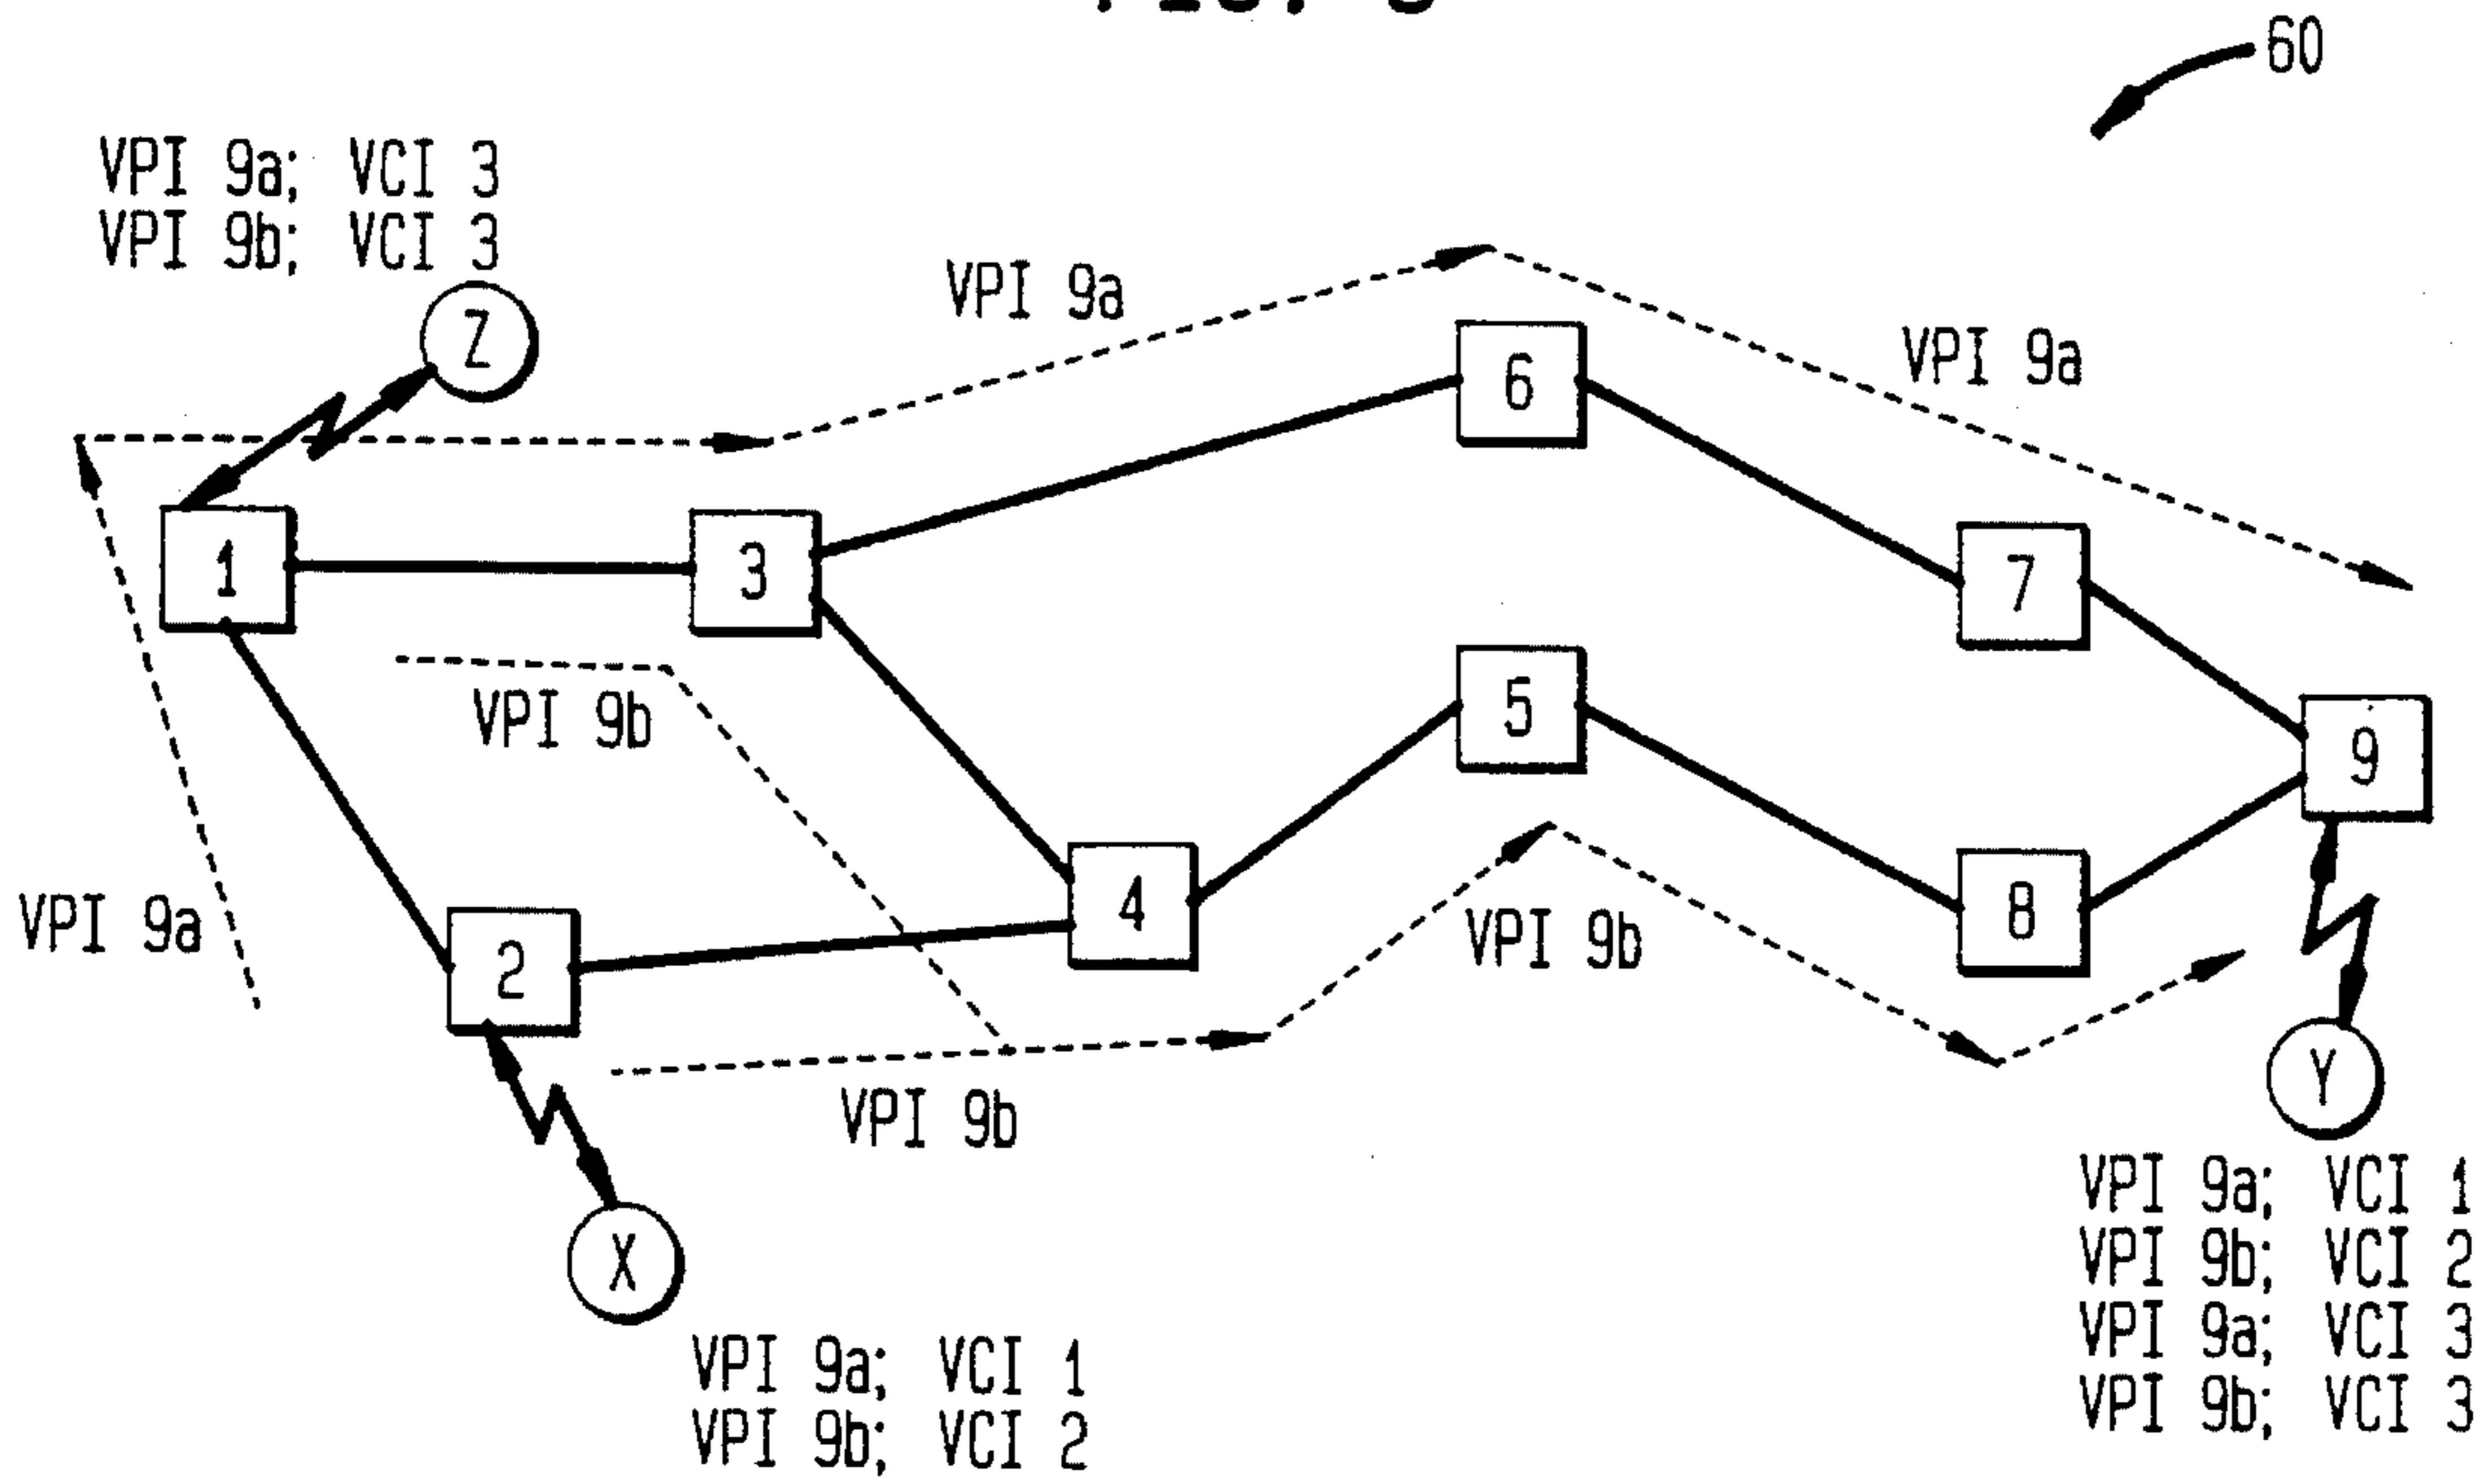 60
VPI 9a; VCI 3
VPI 9b; VCI 3
Z
VPI 9a
VPI 9a
6
1
3
7
VPI 9b
5
9
VPI 9a
4
8
2
VPI 9b
VPI 9b
Y
X
VPI 9a; VCI 1
VPI 9b; VCI 2
VPI 9a; VCI 3
VPI 9b; VCI 3
VPI 9a; VCI 1
VPI 9b; VCI 2